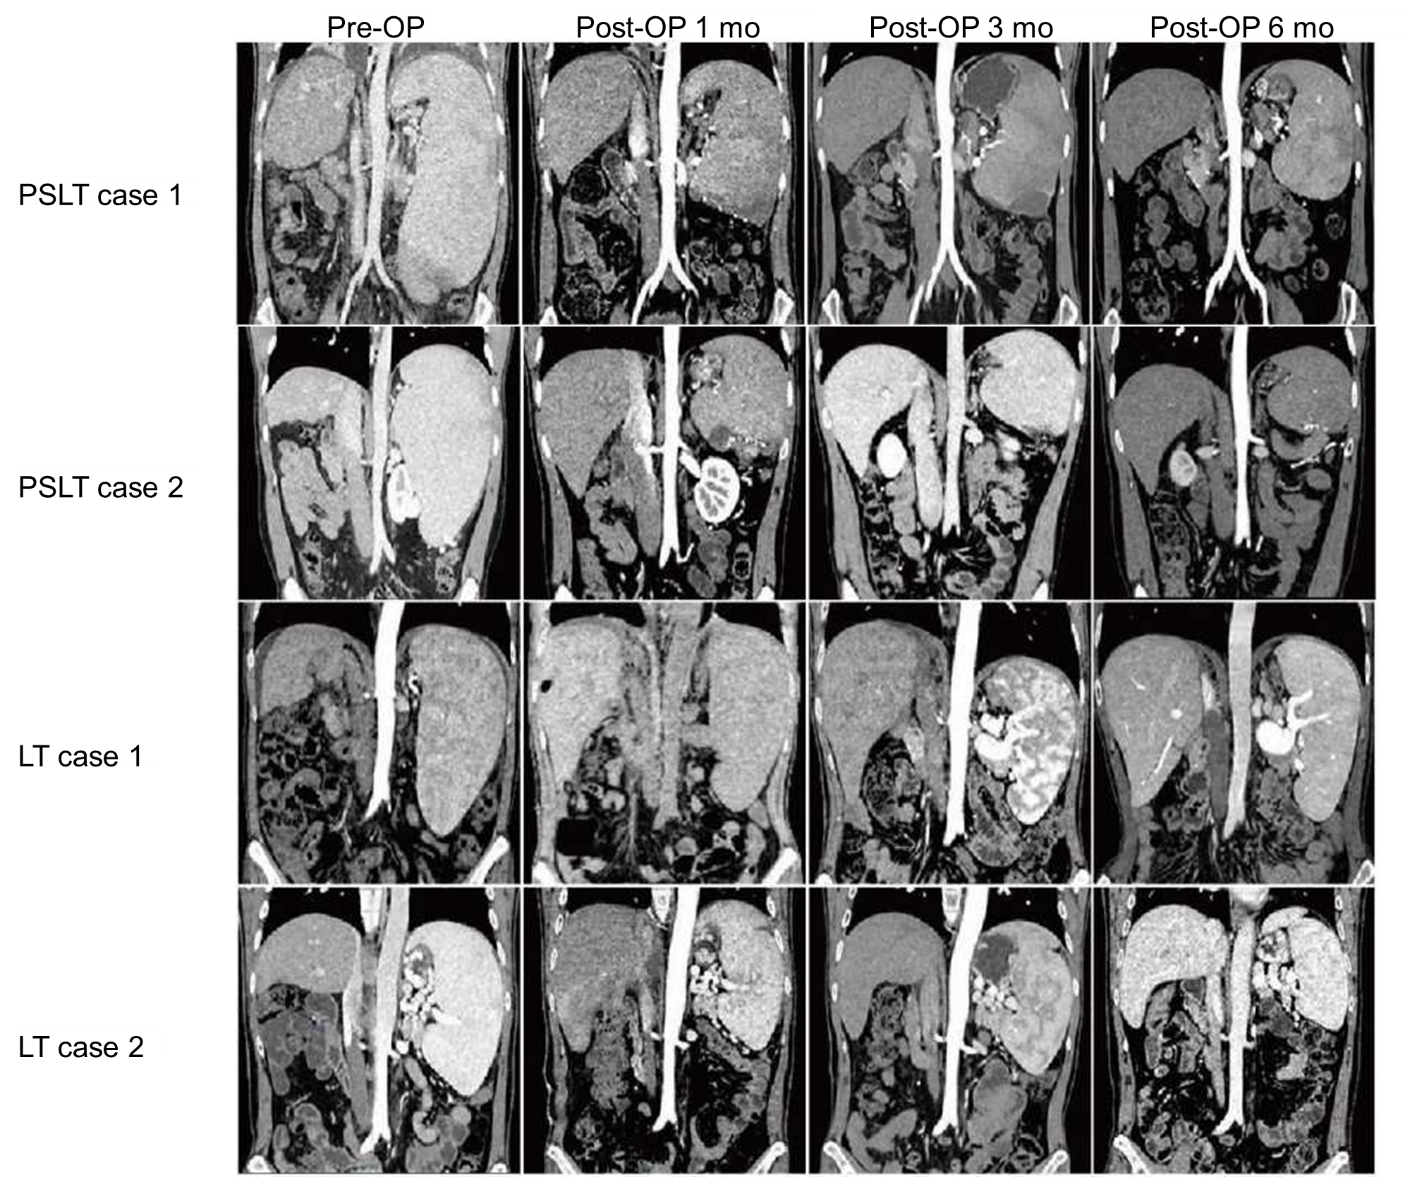 Pre-OP
Post-OP 1 mo
Post-OP 3 mo
Post-OP 6 mo
PSLT case 1
PSLT case 2
LT case 1
LT case 2